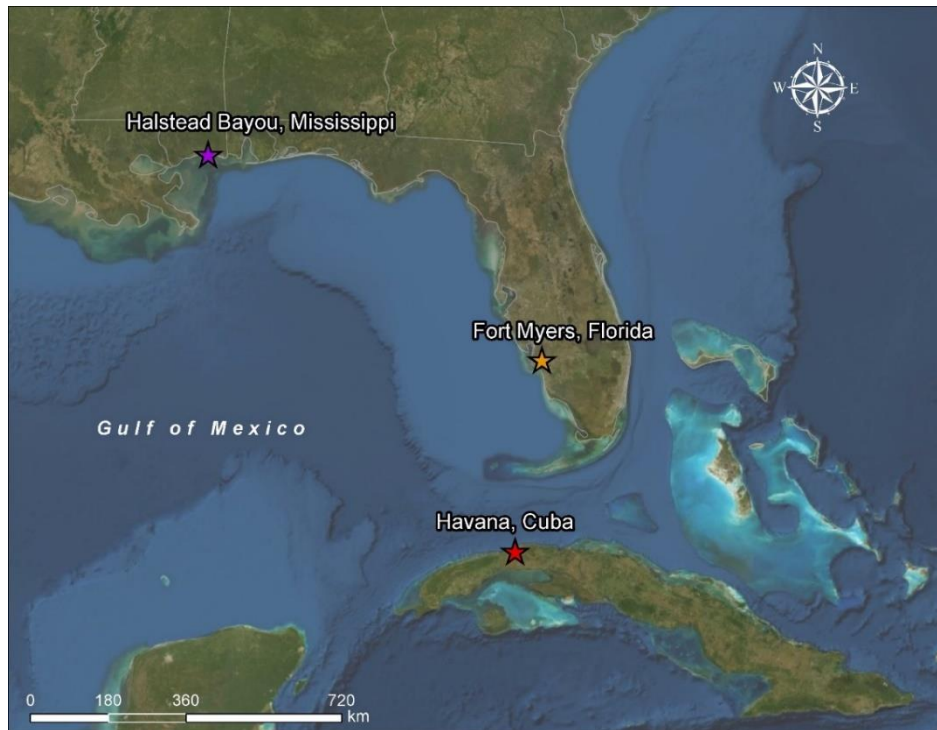 N
W E
S
Halstead Bayou, Mississippi
Fort Myers, Florida
Gulf of Mexico
Havana, Cuba
0 180 360 720
km